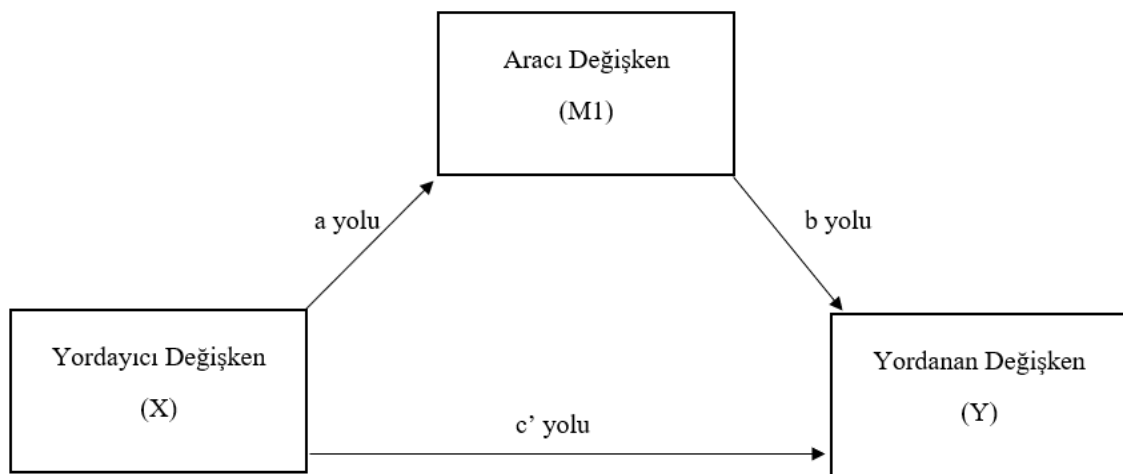 Aracı Değişken
(M1)
a yolu
b yolu
Yordayıcı Değişken
(X)
Yordanan Değişken
(Y)
c’ yolu